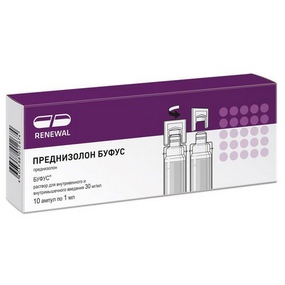 RENEWAL
ПРЕДНИЗОЛОН БУФУС
преднизолон
БУФУС®
раствор для внутривенного и
внутримышечного введения 30 мг/мл
10 ампул по 1 мл